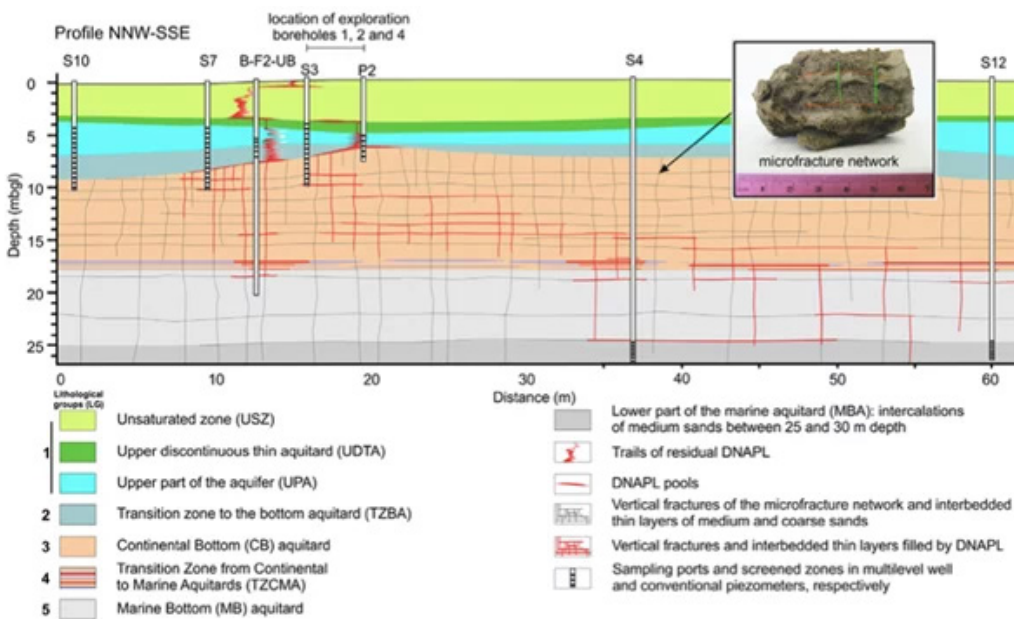 Profile NNW-SSE
location of exploration
boreholes 1, 2 and 4
S10
S7
B-F2-UB
S3
P2
S4
S12
microfracture network
Depth (mbgl)
0
5
10
15
20
25
0
10
20
30
40
50
60
Distance (m)
Lithological
groups (LG)
1
Unsaturated zone (USZ)
Upper discontinuous thin aquitard (UDTA)
Upper part of the aquifer (UPA)
2 Transition zone to the bottom aquitard (TZBA)
3 Continental Bottom (CB) aquitard
4 Transition Zone from Continental
to Marine Aquitards (TZCMA)
5 Marine Bottom (MB) aquitard
Lower part of the marine aquitard (MBA): intercalations
of medium sands between 25 and 30 m depth
Trails of residual DNAPL
DNAPL pools
Vertical fractures of the microfracture network and interbedded
thin layers of medium and coarse sands
Vertical fractures and interbedded thin layers filled by DNAPL
Sampling ports and screened zones in multilevel well
and conventional piezometers, respectively